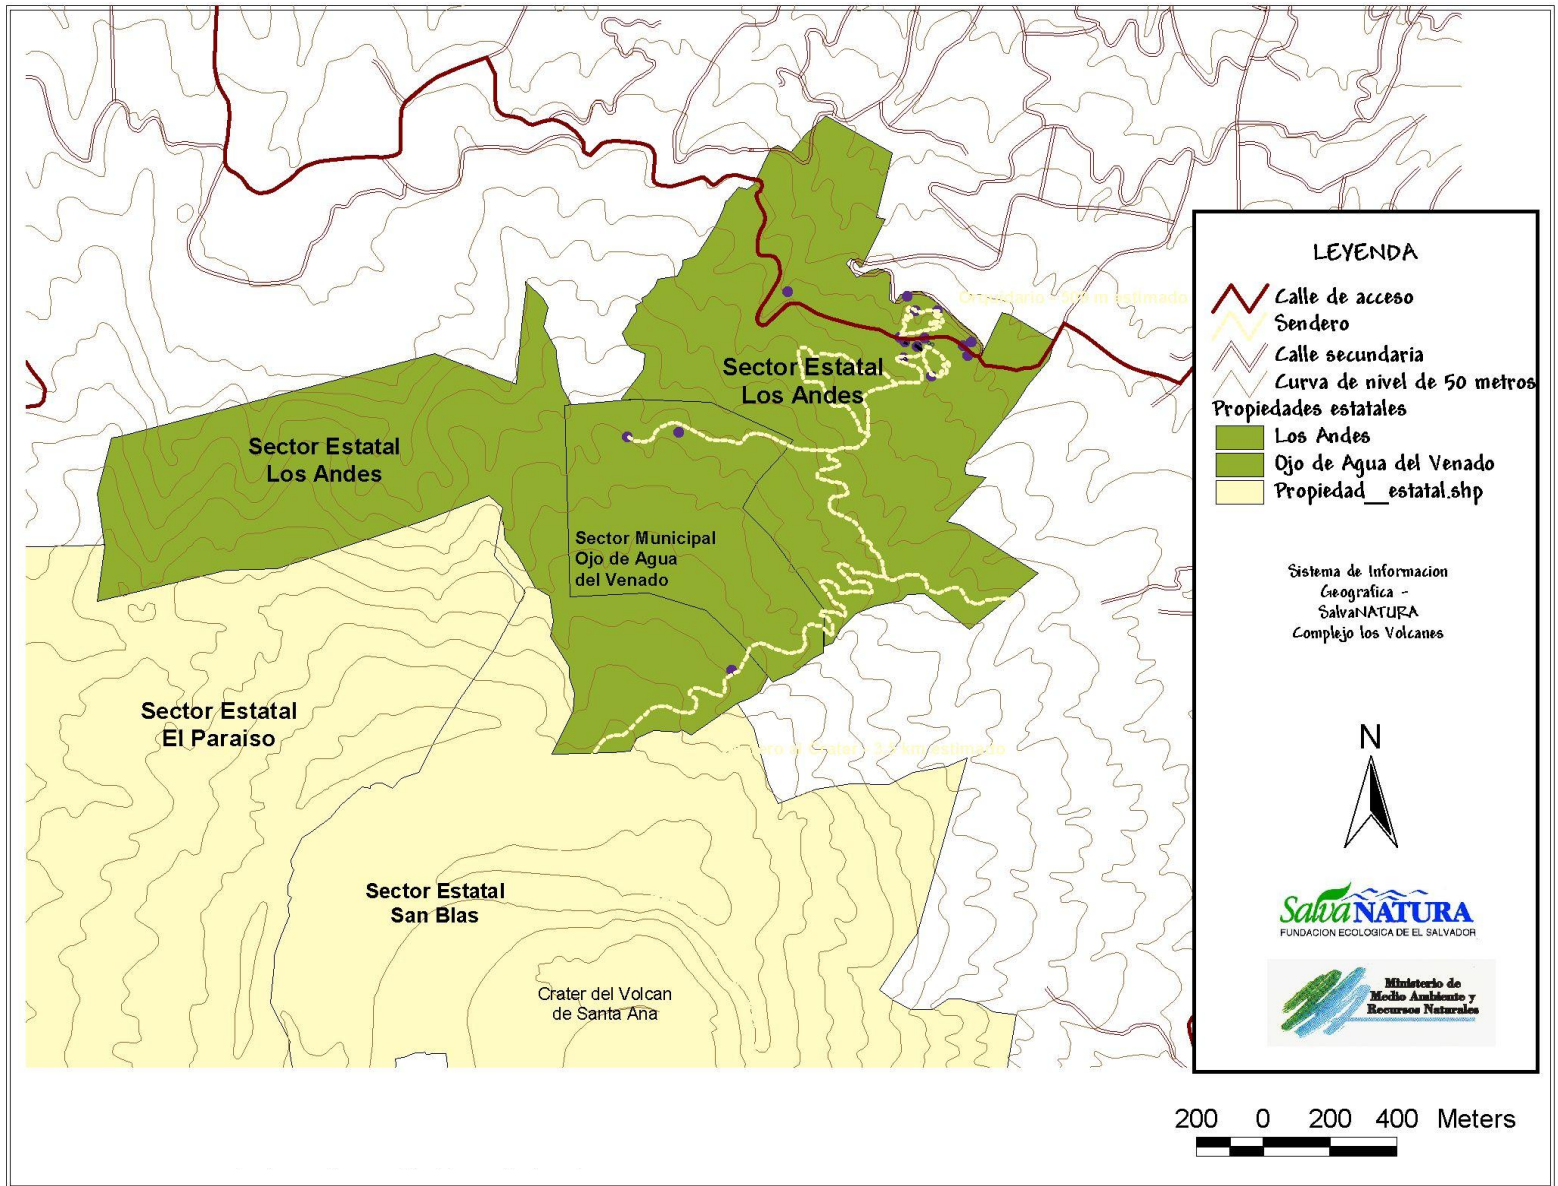 Sector Estatal
Los Andes
Sector Estatal
Los Andes
Sector Municipal
Ojo de Agua
del Venado
Sector Estatal
El Paraiso
Sector Estatal
San Blas
Crater del Volcan
de Santa Ana
m estimado
km estimado
LEYENDA
Calle de acceso
Sendero
Calle secundaria
Curva de nivel de 50 metros
Propiedades estatales
Los Andes
Ojo de Agua del Venado
Propiedad__estatal.shp
Sistema de Informacion
Geografica -
SalvaNATURA
Complejo los Volcanes
N
SalvaNATURA
FUNDACION ECOLOGICA DE EL SALVADOR
Ministerio de
Medio Ambiente y
Recursos Naturales
200 0 200 400 Meters